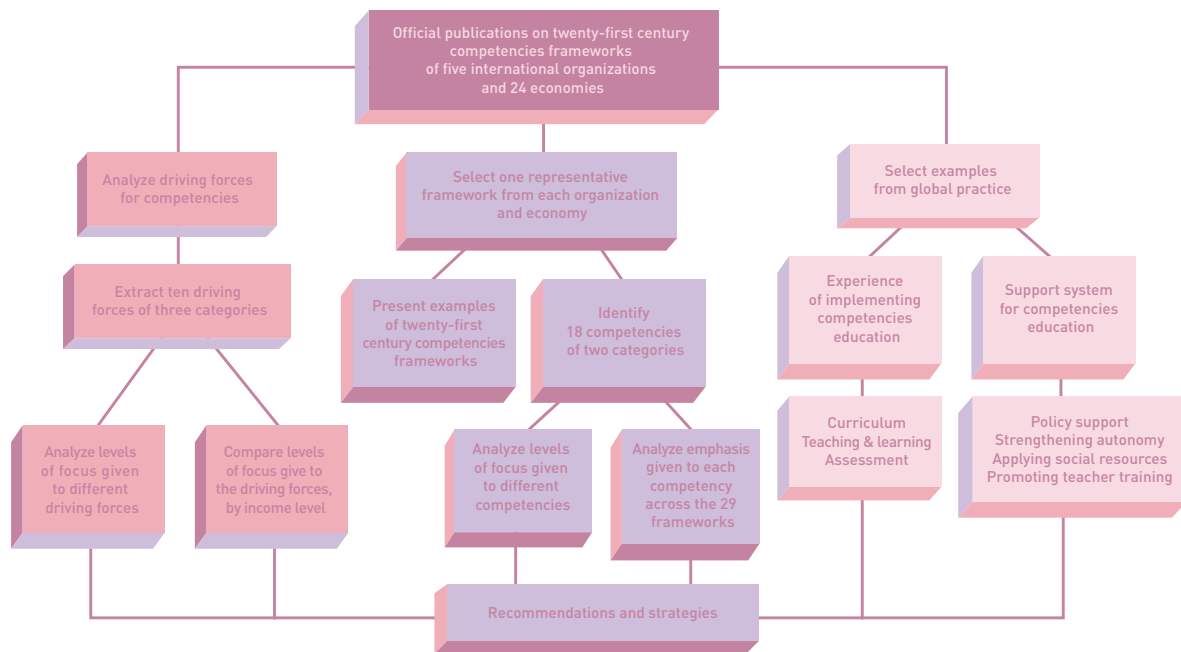 Official publications on twenty-first century
competencies frameworks
of five international organizations
and 24 economies
Analyze driving forces
for competencies
Select one representative
framework from each organization
and economy
Select examples
from global practice
Extract ten driving
forces of three categories
Present examples
of twenty-first
century competencies
frameworks
Identify
18 competencies
of two categories
Experience
of implementing
competencies
education
Support system
for competencies
education
Analyze levels
of focus given
to different
driving forces
Compare levels
of focus give to
the driving forces,
by income level
Analyze levels
of focus given
to different
competencies
Analyze emphasis
given to each
competency
across the 29
frameworks
Curriculum
Teaching & learning
Assessment
Policy support
Strengthening autonomy
Applying social resources
Promoting teacher training
Recommendations and strategies